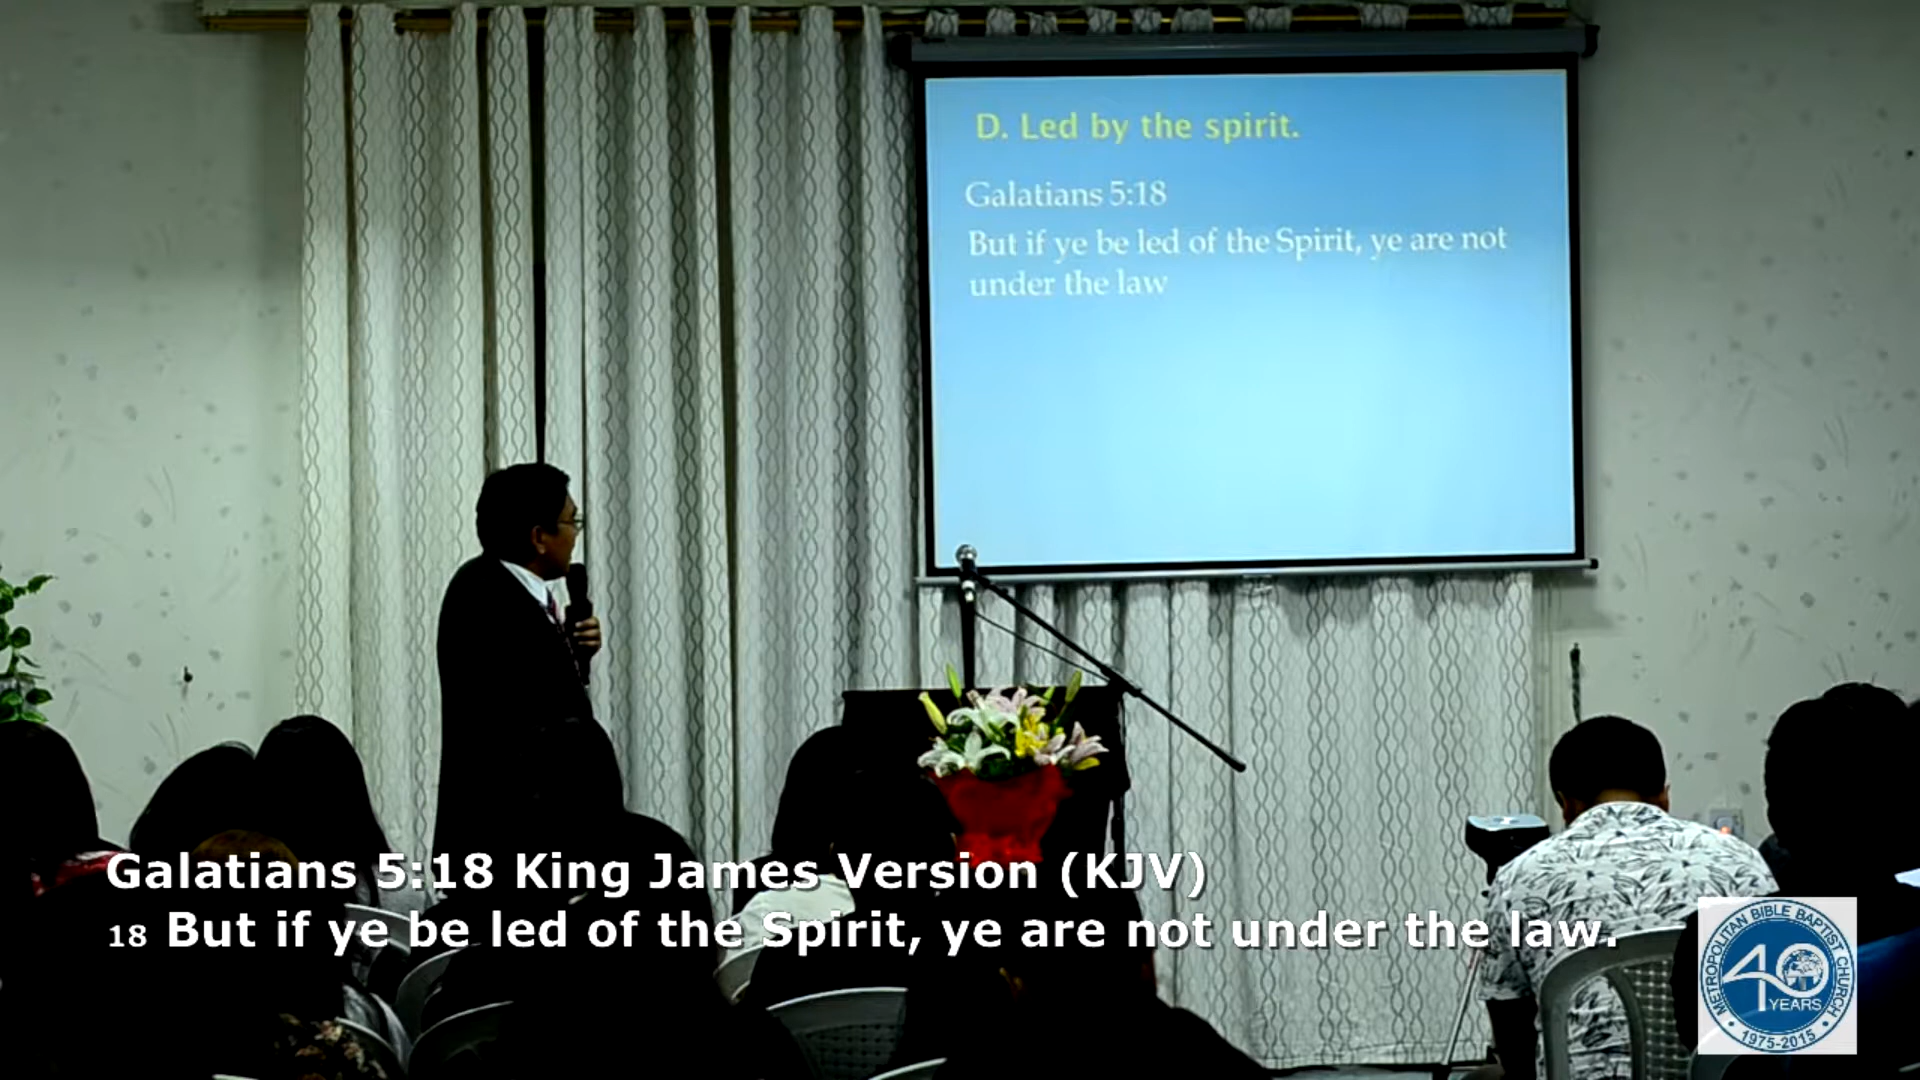 D. Led by the spirit.
Galatians 5:18
But if ye be led of the Spirit, ye are not
under the law
Galatians 5:18 King James Version (KJV)
18 But if ye be led of the Spirit, ye are not under the law.
METROPOLITAN BIBLE BAPTIST CHURCH
40
YEARS
• 1975-2015 •